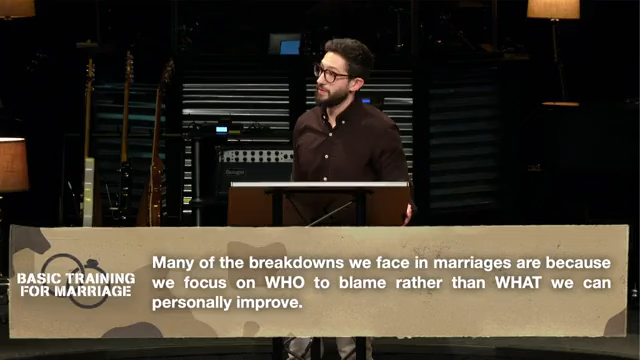 BASIC TRAINING
FOR MARRIAGE
Many of the breakdowns we face in marriages are because
we focus on WHO to blame rather than WHAT we can
personally improve.